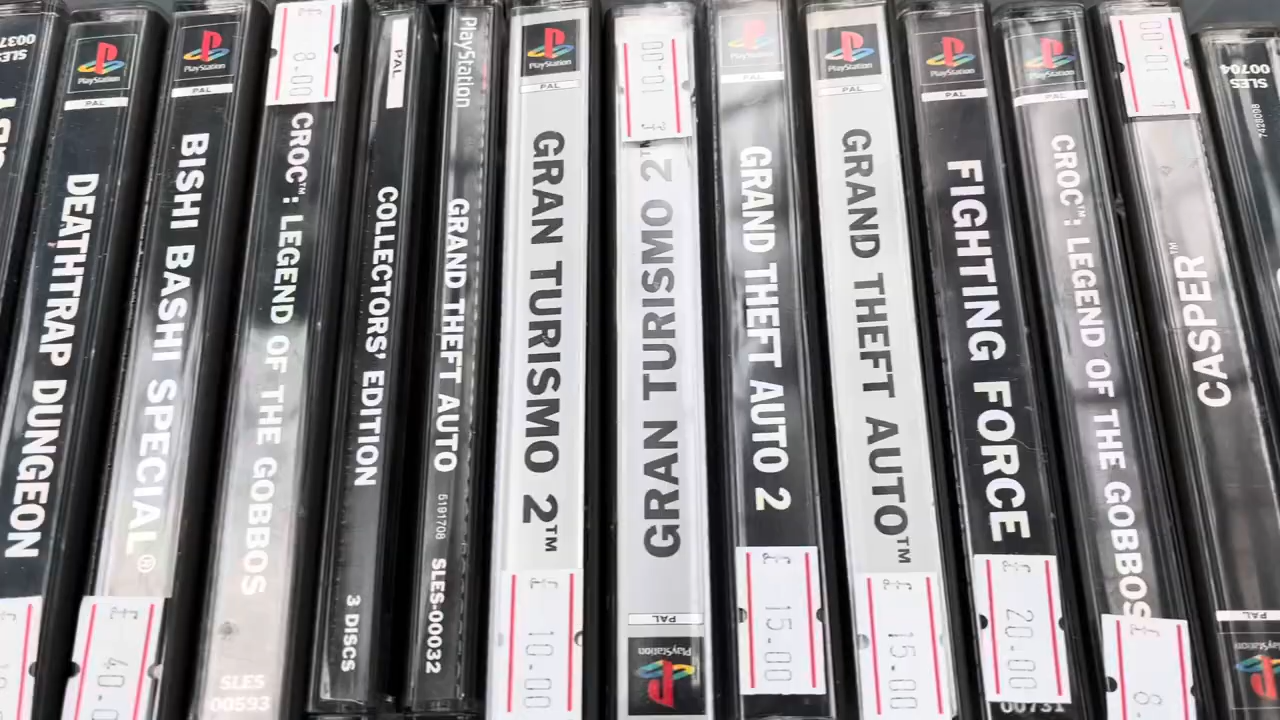 SLES
PlayStation
PAL
DEATHTRAP DUNGEON
PlayStation
PAL
BISHI BASHI SPECIAL®
£ 8-00
CROC™: LEGEND OF THE GOBBOS
SLES
00593
PAL
COLLECTORS' EDITION
3 DISCS
PlayStation
GRAND THEFT AUTO
5191708
SLES-00032
PlayStation
PAL
GRAN TURISMO 2™
£ 10-00
£ 10-00
GRAN TURISMO 2™
PAL
PlayStation
PlayStation
PAL
GRAND THEFT AUTO 2
£ 15-00
PlayStation
PAL
GRAND THEFT AUTO™
£ 15-00
PlayStation
PAL
FIGHTING FORCE
£ 20-00
00731
PlayStation
PAL
CROC™: LEGEND OF THE GOBBOS
£ 8-
£ 10-00
CASPER™
PAL
PlayStation
SLES
00704
7428098